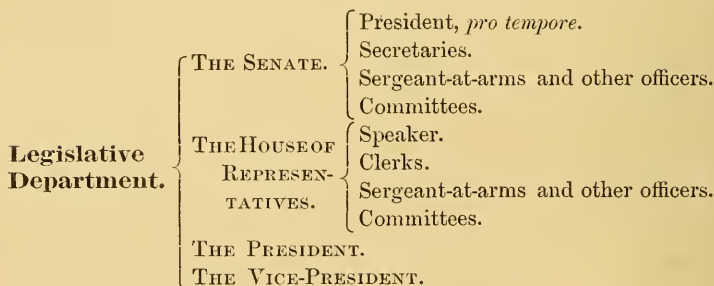 Legislative Department.
THE SENATE.
President, pro tempore.
Secretaries.
Sergeant-at-arms and other officers.
Committees.
THE HOUSE OF
REPRESEN-
TATIVES.
Speaker.
Clerks.
Sergeant-at-arms and other officers.
Committees.
THE PRESIDENT.
THE VICE-PRESIDENT.